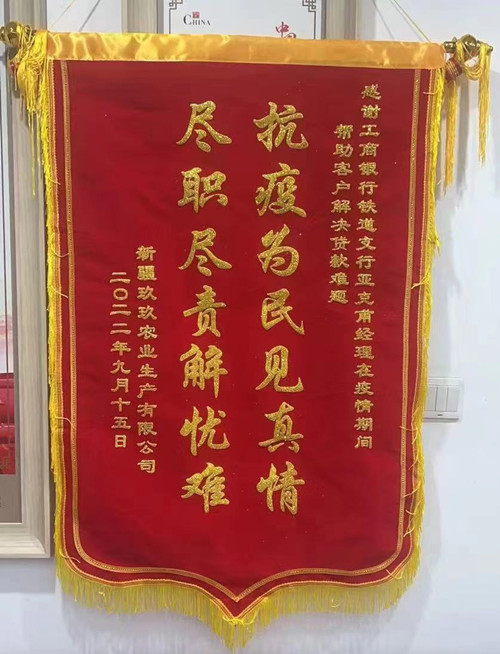 感谢工商银行铁道支行亚克甫经理在疫情期间
帮助客户解决贷款难题
抗疫为民见真情
尽职尽责解忧难
新疆玖玖农业生产有限公司
二〇二二年九月十五日
CHINA
中